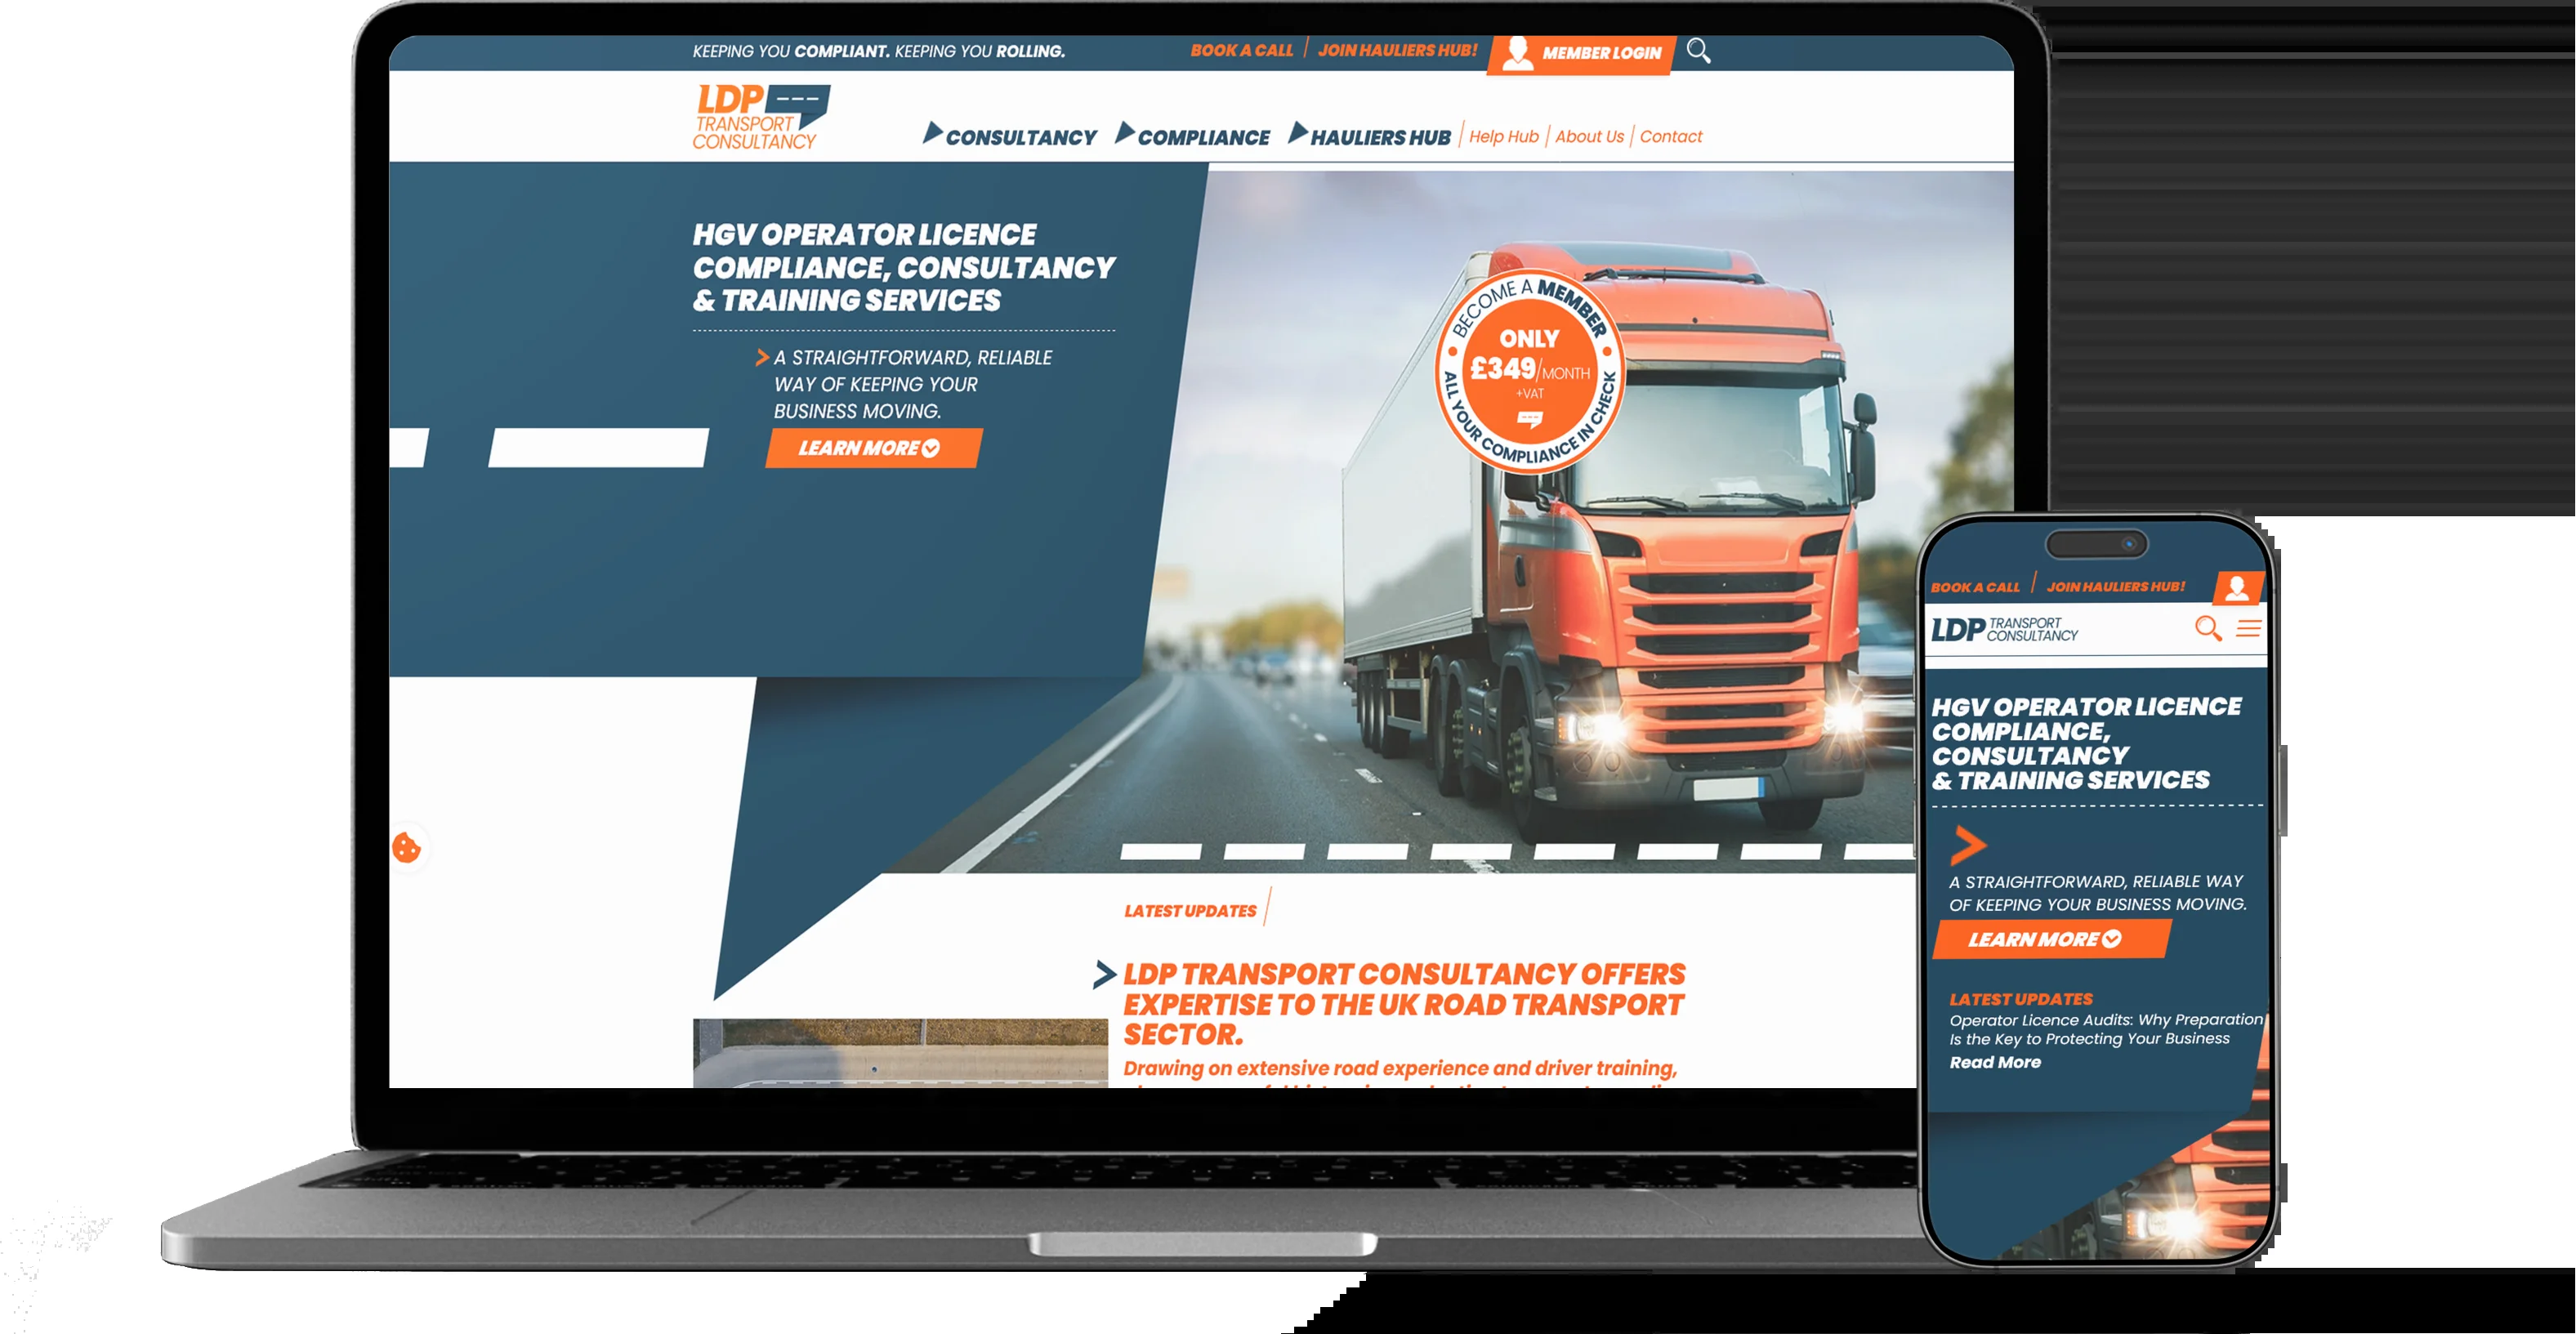 KEEPING YOU COMPLIANT. KEEPING YOU ROLLING.
BOOK A CALL
JOIN HAULIERS HUB!
MEMBER LOGIN
LDP
TRANSPORT
CONSULTANCY
CONSULTANCY
COMPLIANCE
HAULIERS HUB
Help Hub
About Us
Contact
HGV OPERATOR LICENCE
COMPLIANCE, CONSULTANCY
& TRAINING SERVICES
A STRAIGHTFORWARD, RELIABLE
WAY OF KEEPING YOUR
BUSINESS MOVING.
LEARN MORE
BECOME A MEMBER
ONLY
£349/MONTH
+VAT
ALL YOUR COMPLIANCE IN CHECK
LATEST UPDATES
LDP TRANSPORT CONSULTANCY OFFERS
EXPERTISE TO THE UK ROAD TRANSPORT
SECTOR.
Drawing on extensive road experience and driver training,
BOOK A CALL
JOIN HAULIERS HUB!
LDP TRANSPORT
CONSULTANCY
HGV OPERATOR LICENCE
COMPLIANCE,
CONSULTANCY
& TRAINING SERVICES
A STRAIGHTFORWARD, RELIABLE WAY
OF KEEPING YOUR BUSINESS MOVING.
LEARN MORE
LATEST UPDATES
Operator Licence Audits: Why Preparation
Is the Key to Protecting Your Business
Read More